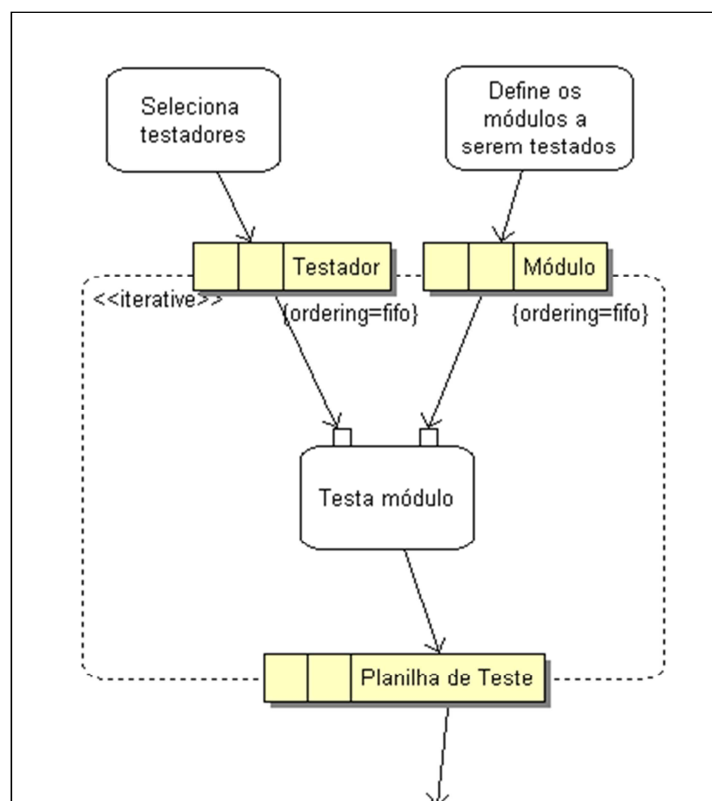 Seleciona
testadores
Define os
módulos a
serem testados
Testador
Módulo
<<iterative>>
{ordering=fifo}
{ordering=fifo}
Testa módulo
Planilha de Teste